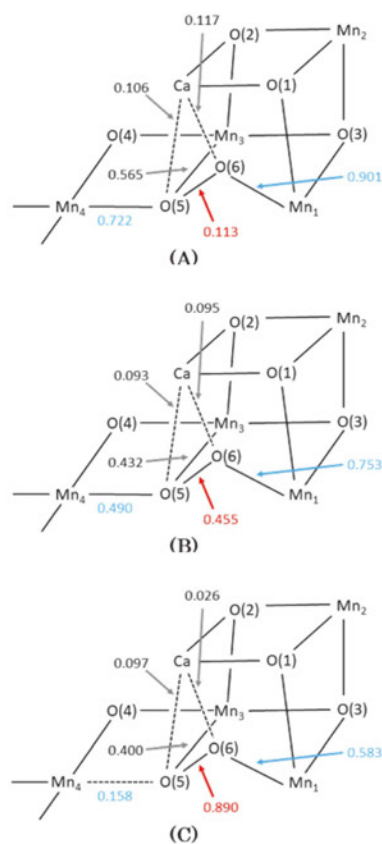 0.117
O(2) Mn₂
0.106 Ca O(1)
O(4) Mn₃ O(3)
0.565 O(6) 0.901
Mn₄ O(5) Mn₁
0.722 0.113
(A)
0.095
O(2) Mn₂
0.093 Ca O(1)
O(4) Mn₃ O(3)
0.432 O(6) 0.753
Mn₄ O(5) Mn₁
0.490 0.455
(B)
0.026
O(2) Mn₂
0.097 Ca O(1)
O(4) Mn₃ O(3)
0.400 O(6) 0.583
Mn₄ O(5) Mn₁
0.158 0.890
(C)